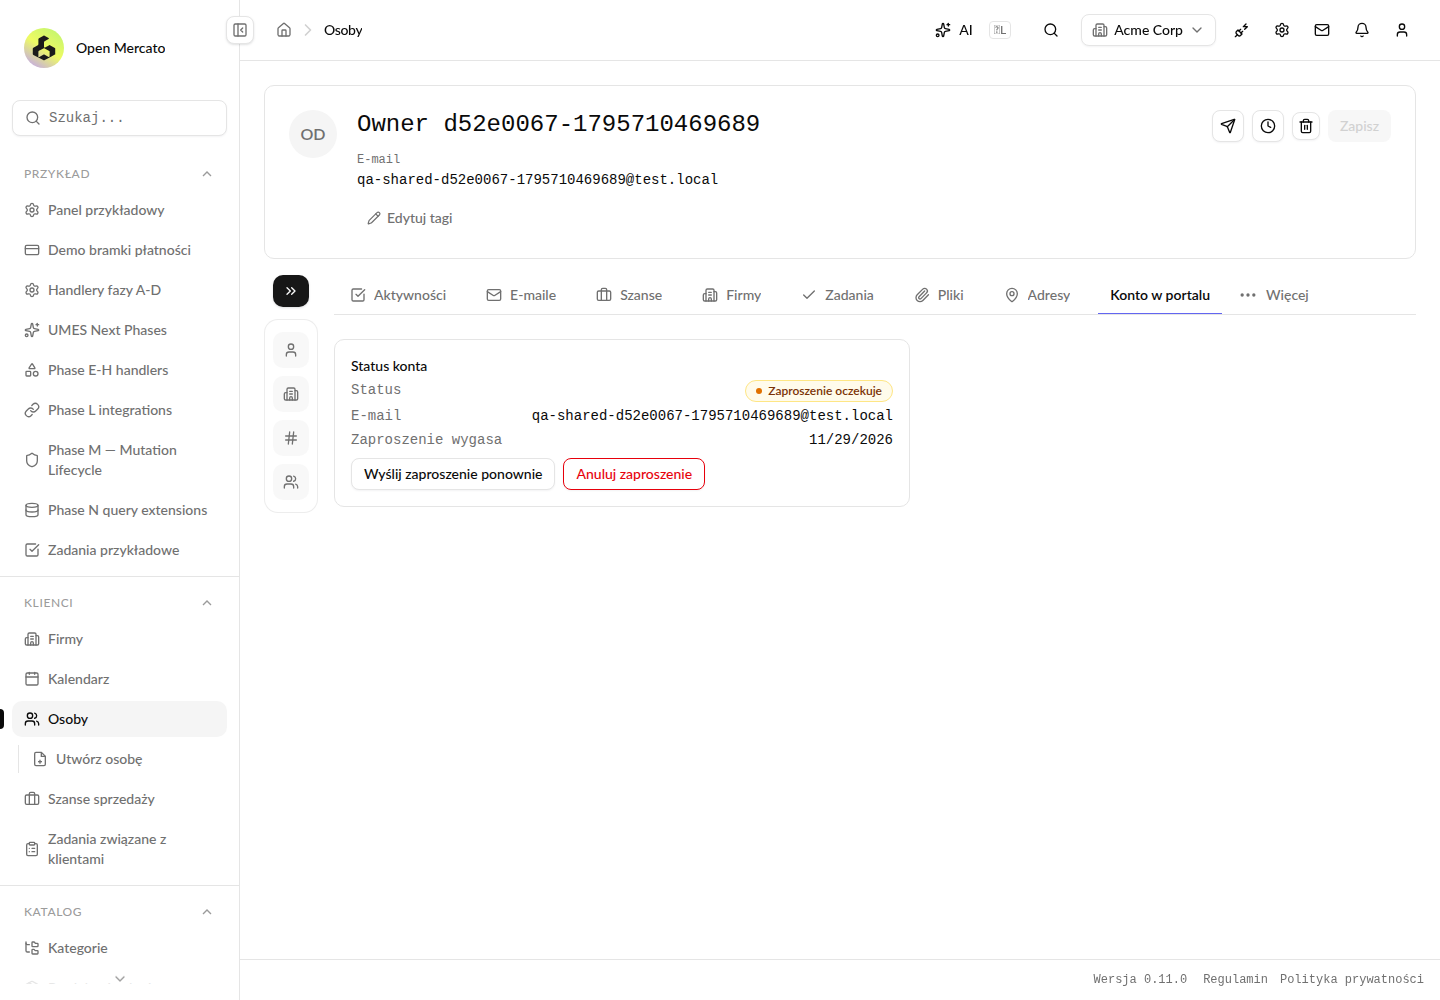 Open Mercato
Szukaj...
PRZYKŁAD
Panel przykładowy
Demo bramki płatności
Handlery fazy A-D
UMES Next Phases
Phase E-H handlers
Phase L integrations
Phase M — Mutation
Lifecycle
Phase N query extensions
Zadania przykładowe
KLIENCI
Firmy
Kalendarz
Osoby
Utwórz osobę
Szanse sprzedaży
Zadania związane z
klientami
KATALOG
Kategorie
Osoby
AI
L
Acme Corp
OD
Owner d52e0067-1795710469689
E-mail
qa-shared-d52e0067-1795710469689@test.local
Edytuj tagi
Zapisz
Aktywności
E-maile
Szanse
Firmy
Zadania
Pliki
Adresy
Konto w portalu
Więcej
Status konta
Status
Zaproszenie oczekuje
E-mail
qa-shared-d52e0067-1795710469689@test.local
Zaproszenie wygasa
11/29/2026
Wyślij zaproszenie ponownie
Anuluj zaproszenie
Wersja 0.11.0
Regulamin
Polityka prywatności